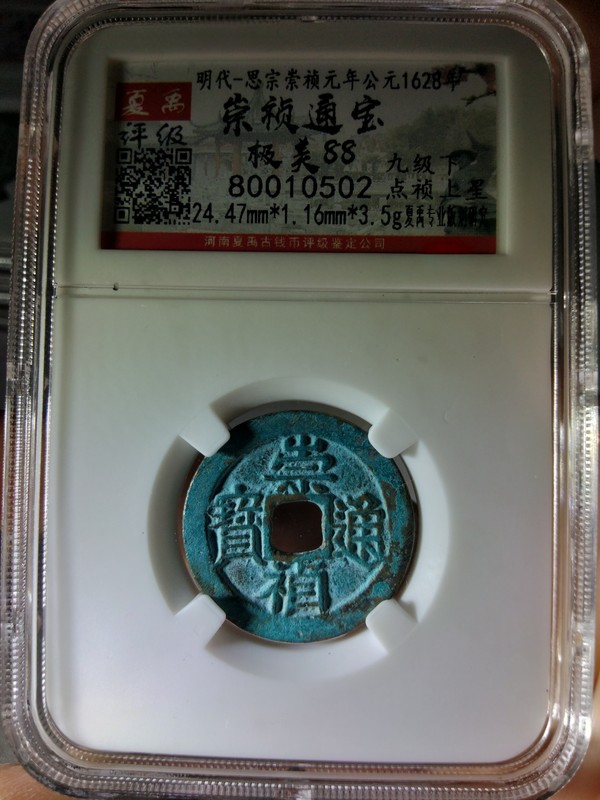 明代-思宗崇祯元年公元1628年
夏禹
评级
崇祯通宝
极美88
九级下
80010502
点祯上星
24.47mm*1.16mm*3.5g
河南夏禹古钱币评级鉴定公司
崇
通
寶
禎